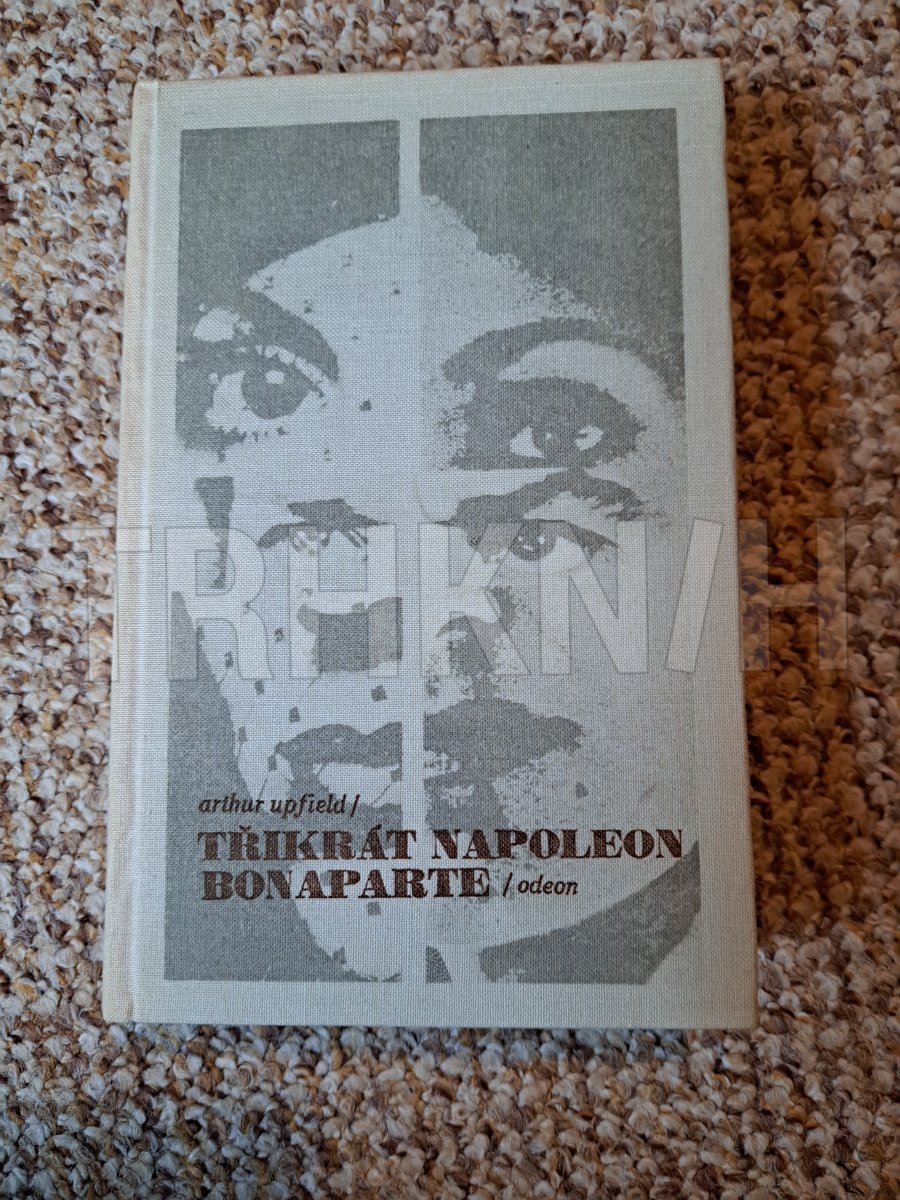 TRHKNIH
arthur upfield /
TŘIKRÁT NAPOLEON
BONAPARTE / odeon